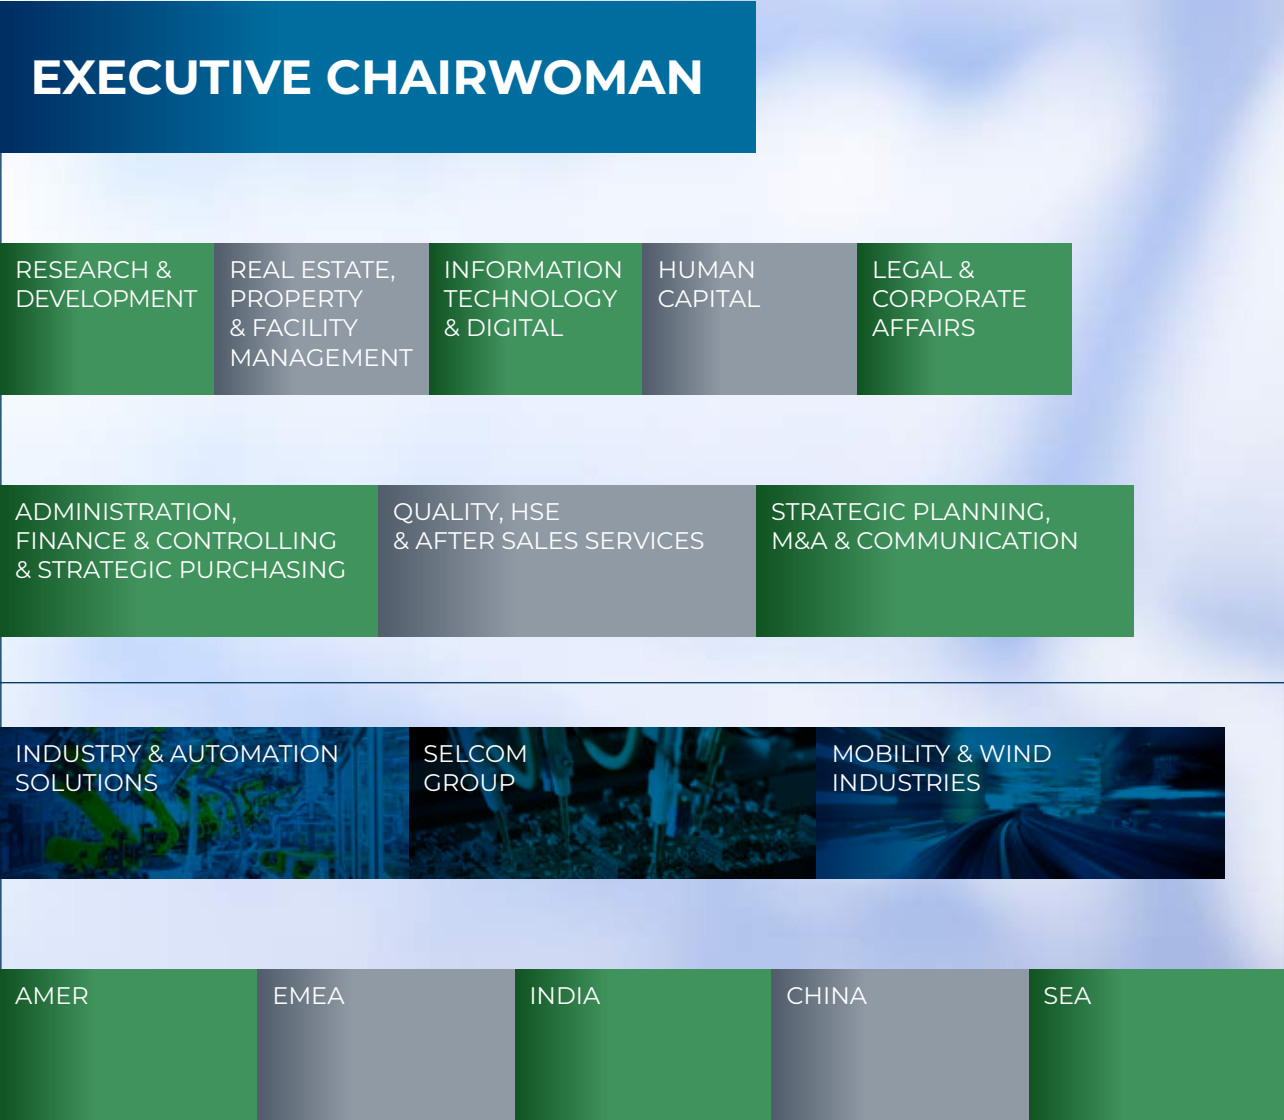 EXECUTIVE CHAIRWOMAN
RESEARCH &
DEVELOPMENT
REAL ESTATE,
PROPERTY
& FACILITY
MANAGEMENT
INFORMATION
TECHNOLOGY
& DIGITAL
HUMAN
CAPITAL
LEGAL &
CORPORATE
AFFAIRS
ADMINISTRATION,
FINANCE & CONTROLLING
& STRATEGIC PURCHASING
QUALITY, HSE
& AFTER SALES SERVICES
STRATEGIC PLANNING,
M&A & COMMUNICATION
INDUSTRY & AUTOMATION
SOLUTIONS
SELCOM
GROUP
MOBILITY & WIND
INDUSTRIES
AMER
EMEA
INDIA
CHINA
SEA